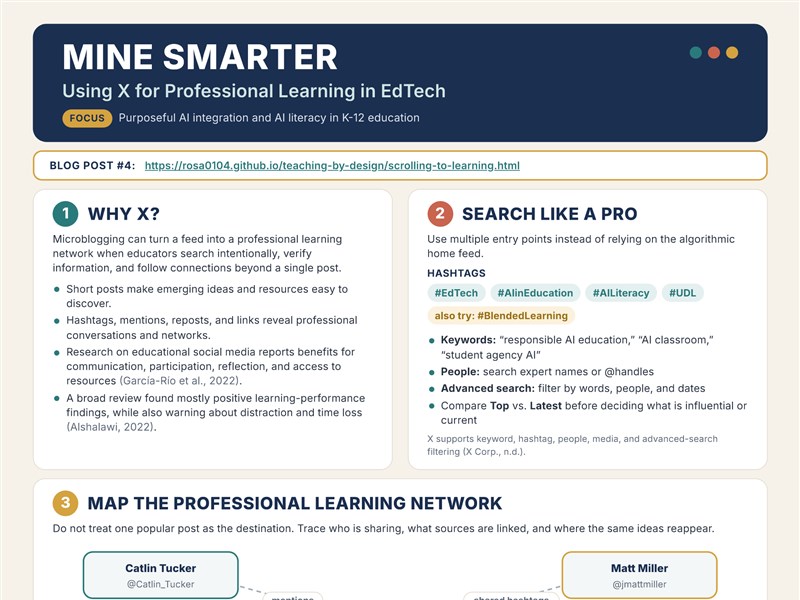 MINE SMARTER
Using X for Professional Learning in EdTech
FOCUS Purposeful AI integration and AI literacy in K-12 education
BLOG POST #4: https://rosa0104.github.io/teaching-by-design/scrolling-to-learning.html
1 WHY X?
Microblogging can turn a feed into a professional learning
network when educators search intentionally, verify
information, and follow connections beyond a single post.
Short posts make emerging ideas and resources easy to
discover.
Hashtags, mentions, reposts, and links reveal professional
conversations and networks.
Research on educational social media reports benefits for
communication, participation, reflection, and access to
resources (García-Río et al., 2022).
A broad review found mostly positive learning-performance
findings, while also warning about distraction and time loss
(Alshalawi, 2022).
2 SEARCH LIKE A PRO
Use multiple entry points instead of relying on the algorithmic
home feed.
HASHTAGS
#EdTech #AIinEducation #AILiteracy #UDL
also try: #BlendedLearning
Keywords: “responsible AI education,” “AI classroom,”
“student agency AI”
People: search expert names or @handles
Advanced search: filter by words, people, and dates
Compare Top vs. Latest before deciding what is influential or
current
X supports keyword, hashtag, people, media, and advanced-search
filtering (X Corp., n.d.).
3 MAP THE PROFESSIONAL LEARNING NETWORK
Do not treat one popular post as the destination. Trace who is sharing, what sources are linked, and where the same ideas reappear.
Catlin Tucker
@Catlin_Tucker
Matt Miller
@jmattmiller
mentions
shared hashtags